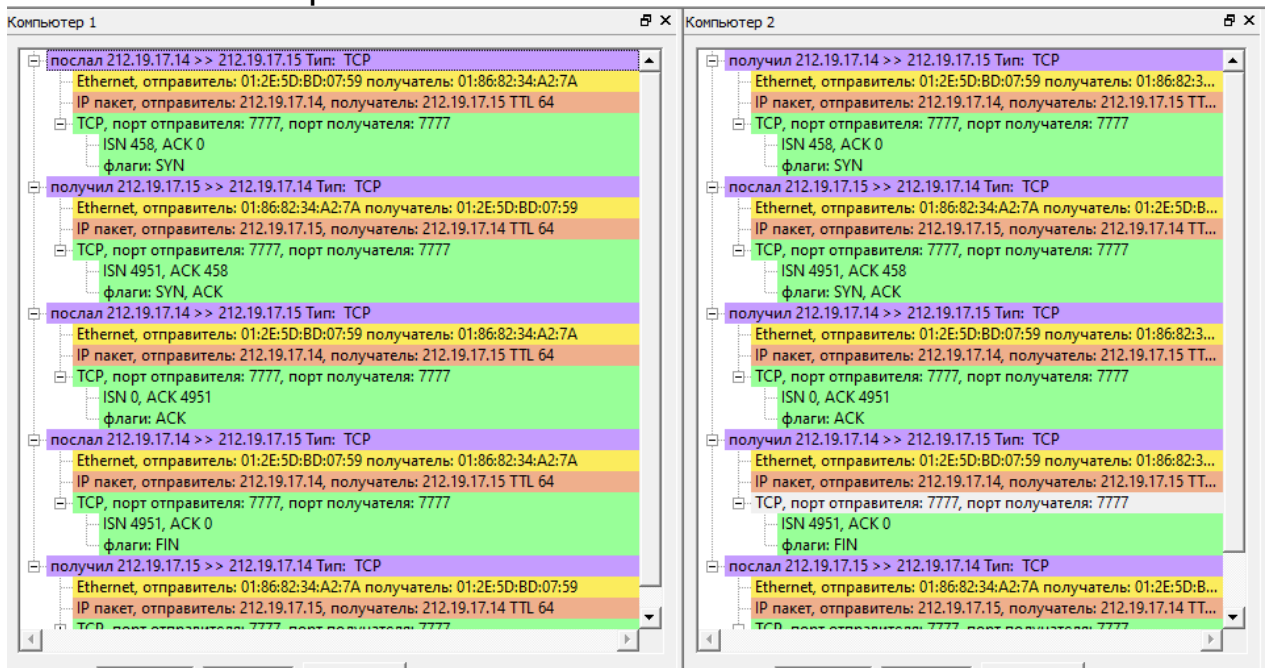 Компьютер 1
послал 212.19.17.14 >> 212.19.17.15 Тип: TCP
Ethernet, отправитель: 01:2E:5D:BD:07:59 получатель: 01:86:82:34:A2:7A
IP пакет, отправитель: 212.19.17.14, получатель: 212.19.17.15 TTL 64
TCP, порт отправителя: 7777, порт получателя: 7777
ISN 458, ACK 0
флаги: SYN
получил 212.19.17.15 >> 212.19.17.14 Тип: TCP
Ethernet, отправитель: 01:86:82:34:A2:7A получатель: 01:2E:5D:BD:07:59
IP пакет, отправитель: 212.19.17.15, получатель: 212.19.17.14 TTL 64
TCP, порт отправителя: 7777, порт получателя: 7777
ISN 4951, ACK 458
флаги: SYN, ACK
послал 212.19.17.14 >> 212.19.17.15 Тип: TCP
Ethernet, отправитель: 01:2E:5D:BD:07:59 получатель: 01:86:82:34:A2:7A
IP пакет, отправитель: 212.19.17.14, получатель: 212.19.17.15 TTL 64
TCP, порт отправителя: 7777, порт получателя: 7777
ISN 0, ACK 4951
флаги: ACK
послал 212.19.17.14 >> 212.19.17.15 Тип: TCP
Ethernet, отправитель: 01:2E:5D:BD:07:59 получатель: 01:86:82:34:A2:7A
IP пакет, отправитель: 212.19.17.14, получатель: 212.19.17.15 TTL 64
TCP, порт отправителя: 7777, порт получателя: 7777
ISN 4951, ACK 0
флаги: FIN
получил 212.19.17.15 >> 212.19.17.14 Тип: TCP
Ethernet, отправитель: 01:86:82:34:A2:7A получатель: 01:2E:5D:BD:07:59
IP пакет, отправитель: 212.19.17.15, получатель: 212.19.17.14 TTL 64
TCP, порт отправителя: 7777, порт получателя: 7777
Компьютер 2
получил 212.19.17.14 >> 212.19.17.15 Тип: TCP
Ethernet, отправитель: 01:2E:5D:BD:07:59 получатель: 01:86:82:3...
IP пакет, отправитель: 212.19.17.14, получатель: 212.19.17.15 TT...
TCP, порт отправителя: 7777, порт получателя: 7777
ISN 458, ACK 0
флаги: SYN
послал 212.19.17.15 >> 212.19.17.14 Тип: TCP
Ethernet, отправитель: 01:86:82:34:A2:7A получатель: 01:2E:5D:B...
IP пакет, отправитель: 212.19.17.15, получатель: 212.19.17.14 TT...
TCP, порт отправителя: 7777, порт получателя: 7777
ISN 4951, ACK 458
флаги: SYN, ACK
получил 212.19.17.14 >> 212.19.17.15 Тип: TCP
Ethernet, отправитель: 01:2E:5D:BD:07:59 получатель: 01:86:82:3...
IP пакет, отправитель: 212.19.17.14, получатель: 212.19.17.15 TT...
TCP, порт отправителя: 7777, порт получателя: 7777
ISN 0, ACK 4951
флаги: ACK
получил 212.19.17.14 >> 212.19.17.15 Тип: TCP
Ethernet, отправитель: 01:2E:5D:BD:07:59 получатель: 01:86:82:3...
IP пакет, отправитель: 212.19.17.14, получатель: 212.19.17.15 TT...
TCP, порт отправителя: 7777, порт получателя: 7777
ISN 4951, ACK 0
флаги: FIN
послал 212.19.17.15 >> 212.19.17.14 Тип: TCP
Ethernet, отправитель: 01:86:82:34:A2:7A получатель: 01:2E:5D:B...
IP пакет, отправитель: 212.19.17.15, получатель: 212.19.17.14 TT...
TCP, порт отправителя: 7777, порт получателя: 7777